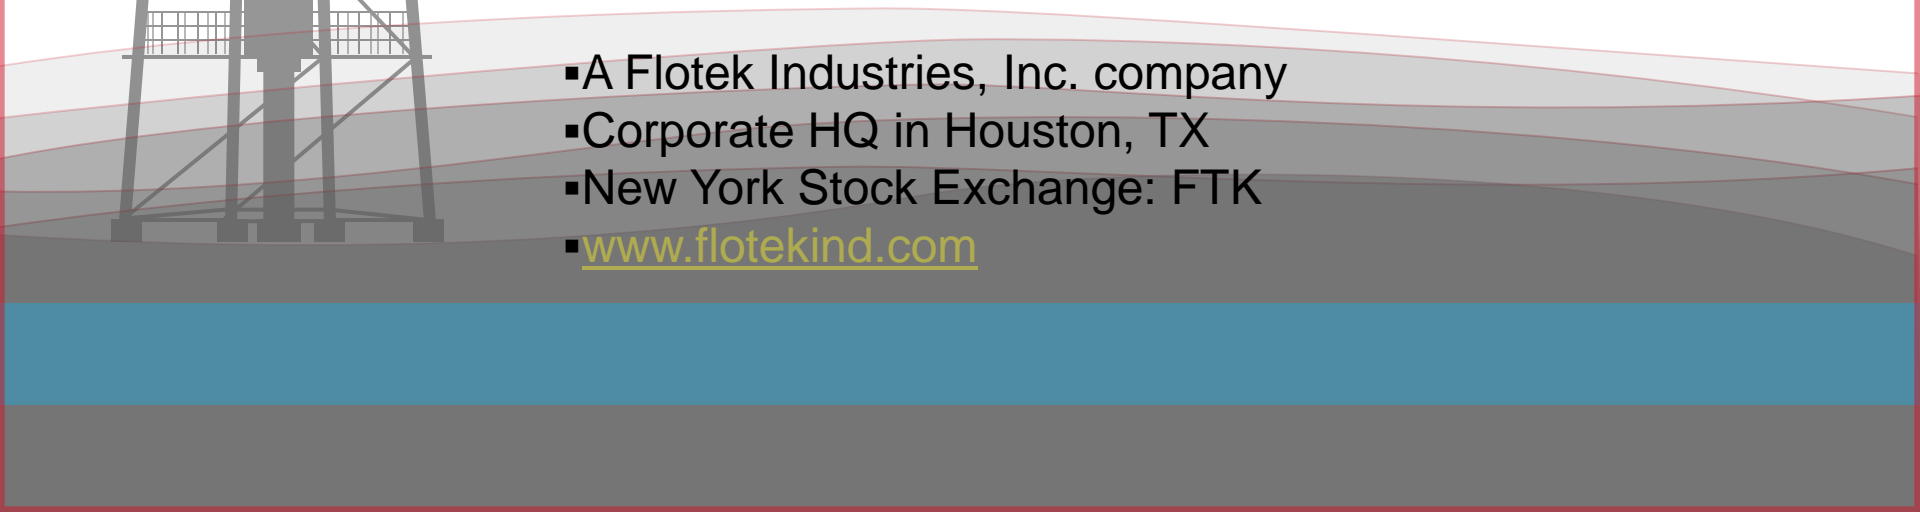 ▪A Flotek Industries, Inc. company
▪Corporate HQ in Houston, TX
▪New York Stock Exchange: FTK
▪www.flotekind.com